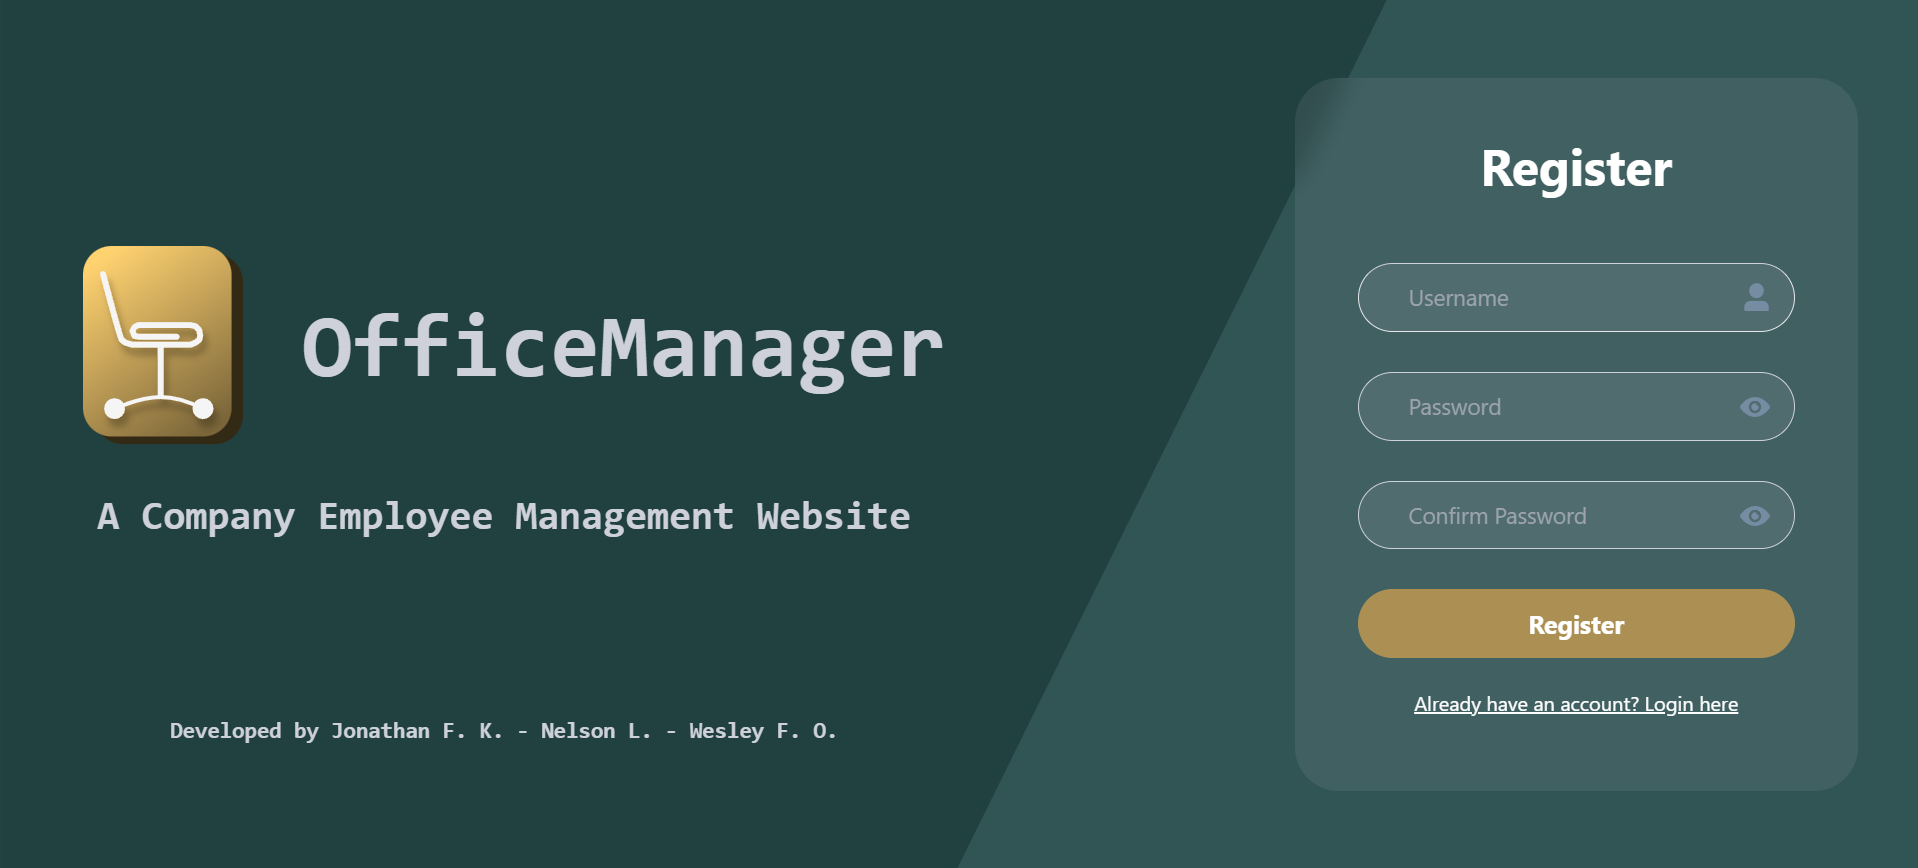 OfficeManager
A Company Employee Management Website
Developed by Jonathan F. K. - Nelson L. - Wesley F. O.
Register
Username
Password
Confirm Password
Register
Already have an account? Login here